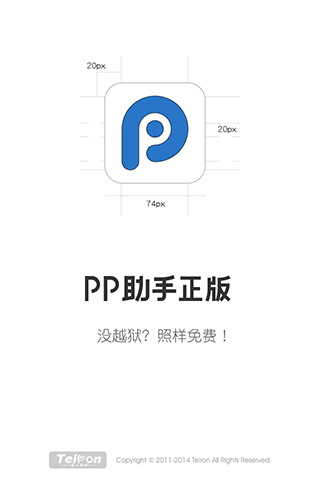 20px
20px
74px
PP助手正版
没越狱？照样免费！
Teiron
Copyright © 2011-2014 Teiron All Rights Reserved.